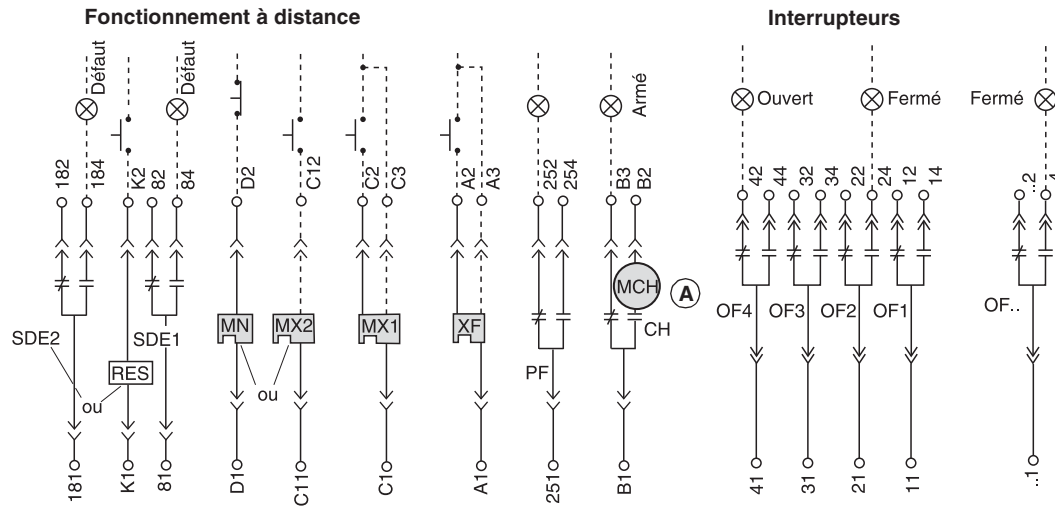 Fonctionnement à distance
Interrupteurs
Défaut
Défaut
Armé
Ouvert
Fermé
Fermé
182
184
K2
82
84
D2
C12
C2
C3
A2
A3
252
254
B3
B2
42
44
32
34
22
24
12
14
..2
4
MCH
A
MN
MX2
MX1
XF
CH
OF4
OF3
OF2
OF1
OF..
SDE2
SDE1
RES
PF
ou
ou
181
K1
81
D1
C11
C1
A1
251
B1
41
31
21
11
..1